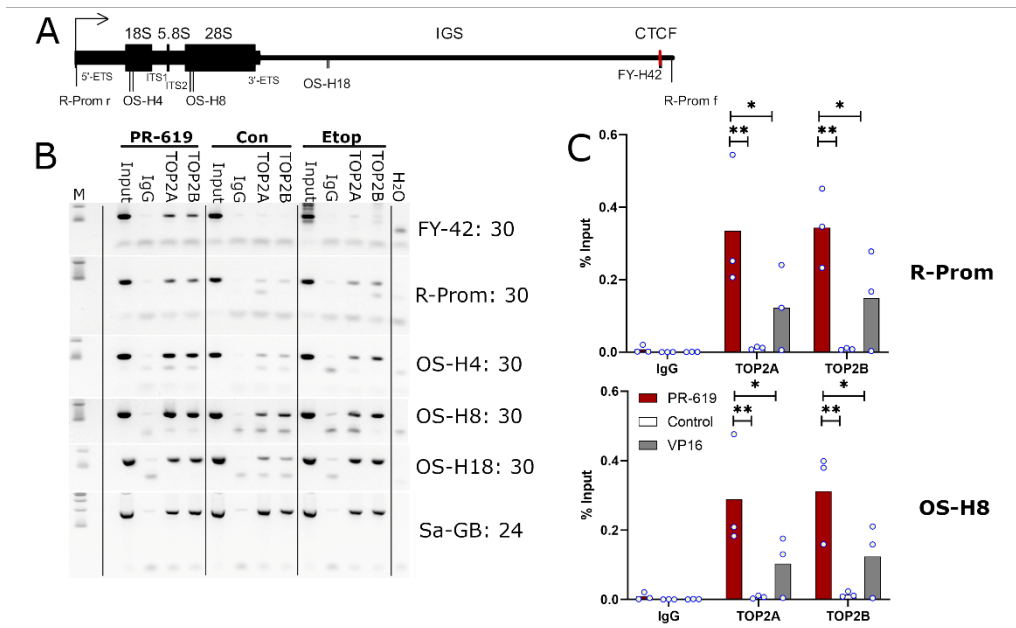 A
18S 5.8S 28S IGS CTCF
5'-ETS ITS1 ITS2 3'-ETS
R-Prom r OS-H4 OS-H8 OS-H18 FY-H42 R-Prom f
B
PR-619 Con Etop
M Input IgG TOP2A TOP2B Input IgG TOP2A TOP2B Input IgG TOP2A TOP2B H2O
FY-42: 30
R-Prom: 30
OS-H4: 30
OS-H8: 30
OS-H18: 30
Sa-GB: 24
C
* *
** **
0.6
0.4
0.2
0.0
% Input
IgG TOP2A TOP2B
R-Prom
* *
** **
PR-619
Control
VP16
0.6
0.4
0.2
0.0
% Input
IgG TOP2A TOP2B
OS-H8